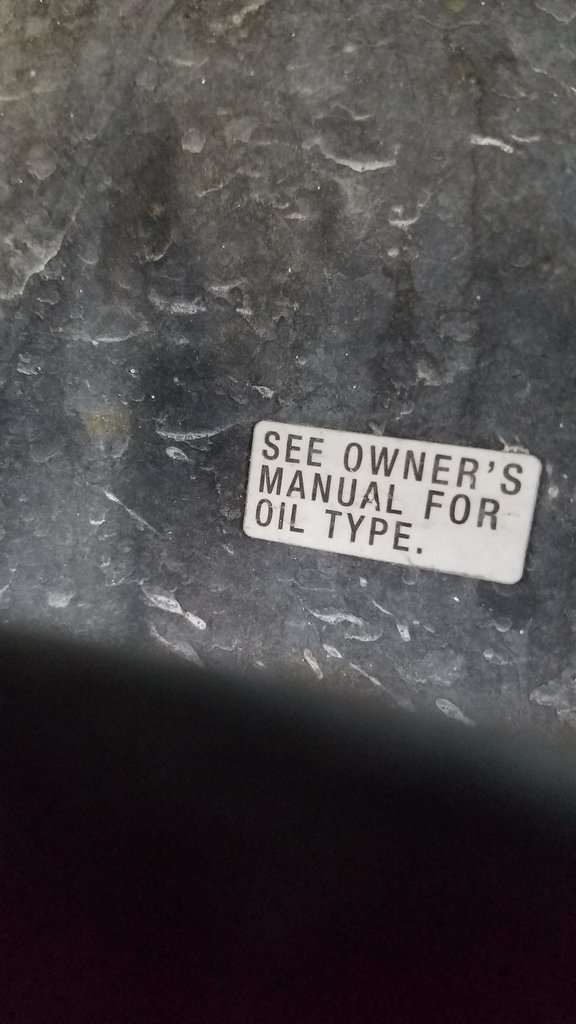 SEE OWNER'S
MANUAL FOR
OIL TYPE.